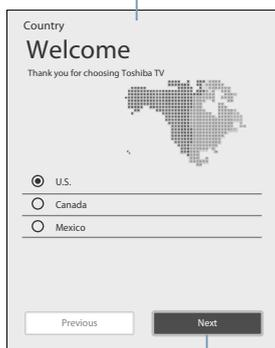 Country
Welcome
Thank you for choosing Toshiba TV
U.S.
Canada
Mexico
Previous
Next